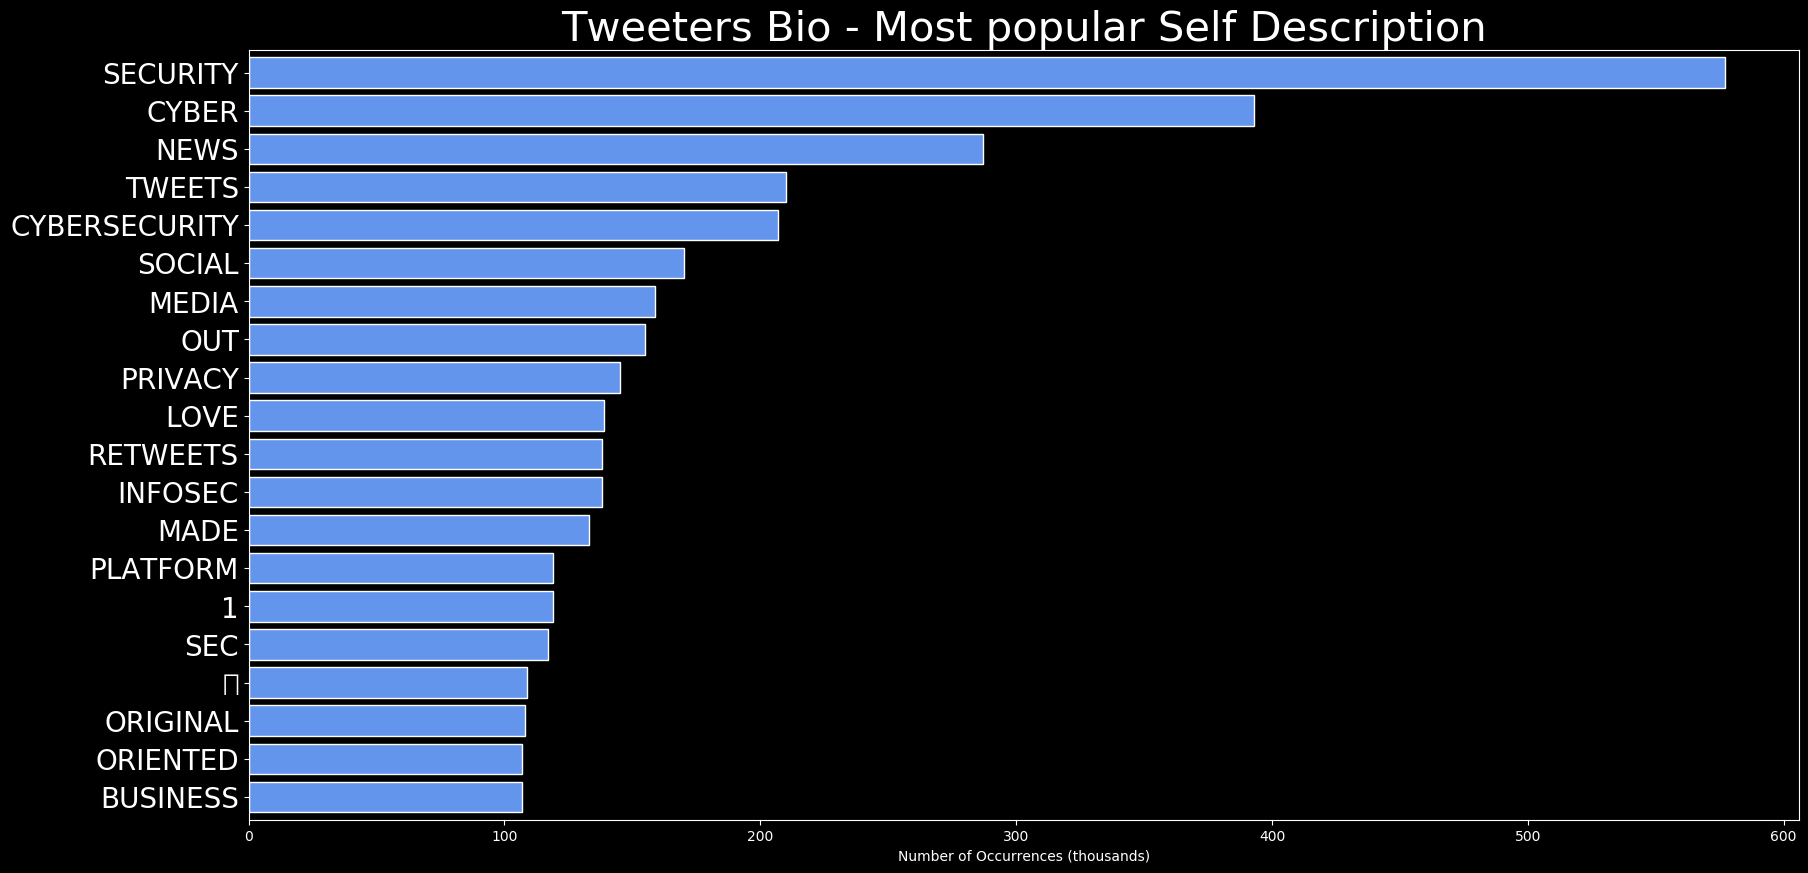 Tweeters Bio - Most popular Self Description
SECURITY
CYBER
NEWS
TWEETS
CYBERSECURITY
SOCIAL
MEDIA
OUT
PRIVACY
LOVE
RETWEETS
INFOSEC
MADE
PLATFORM
1
SEC
ORIGINAL
ORIENTED
BUSINESS
0 100 200 300 400 500 600
Number of Occurrences (thousands)